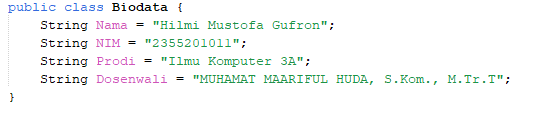 public class Biodata {
    String Nama = "Hilmi Mustofa Gufron";
    String NIM = "2355201011";
    String Prodi = "Ilmu Komputer 3A";
    String Dosenwali = "MUHAMAT MAARIFUL HUDA, S.Kom., M.Tr.T";
}